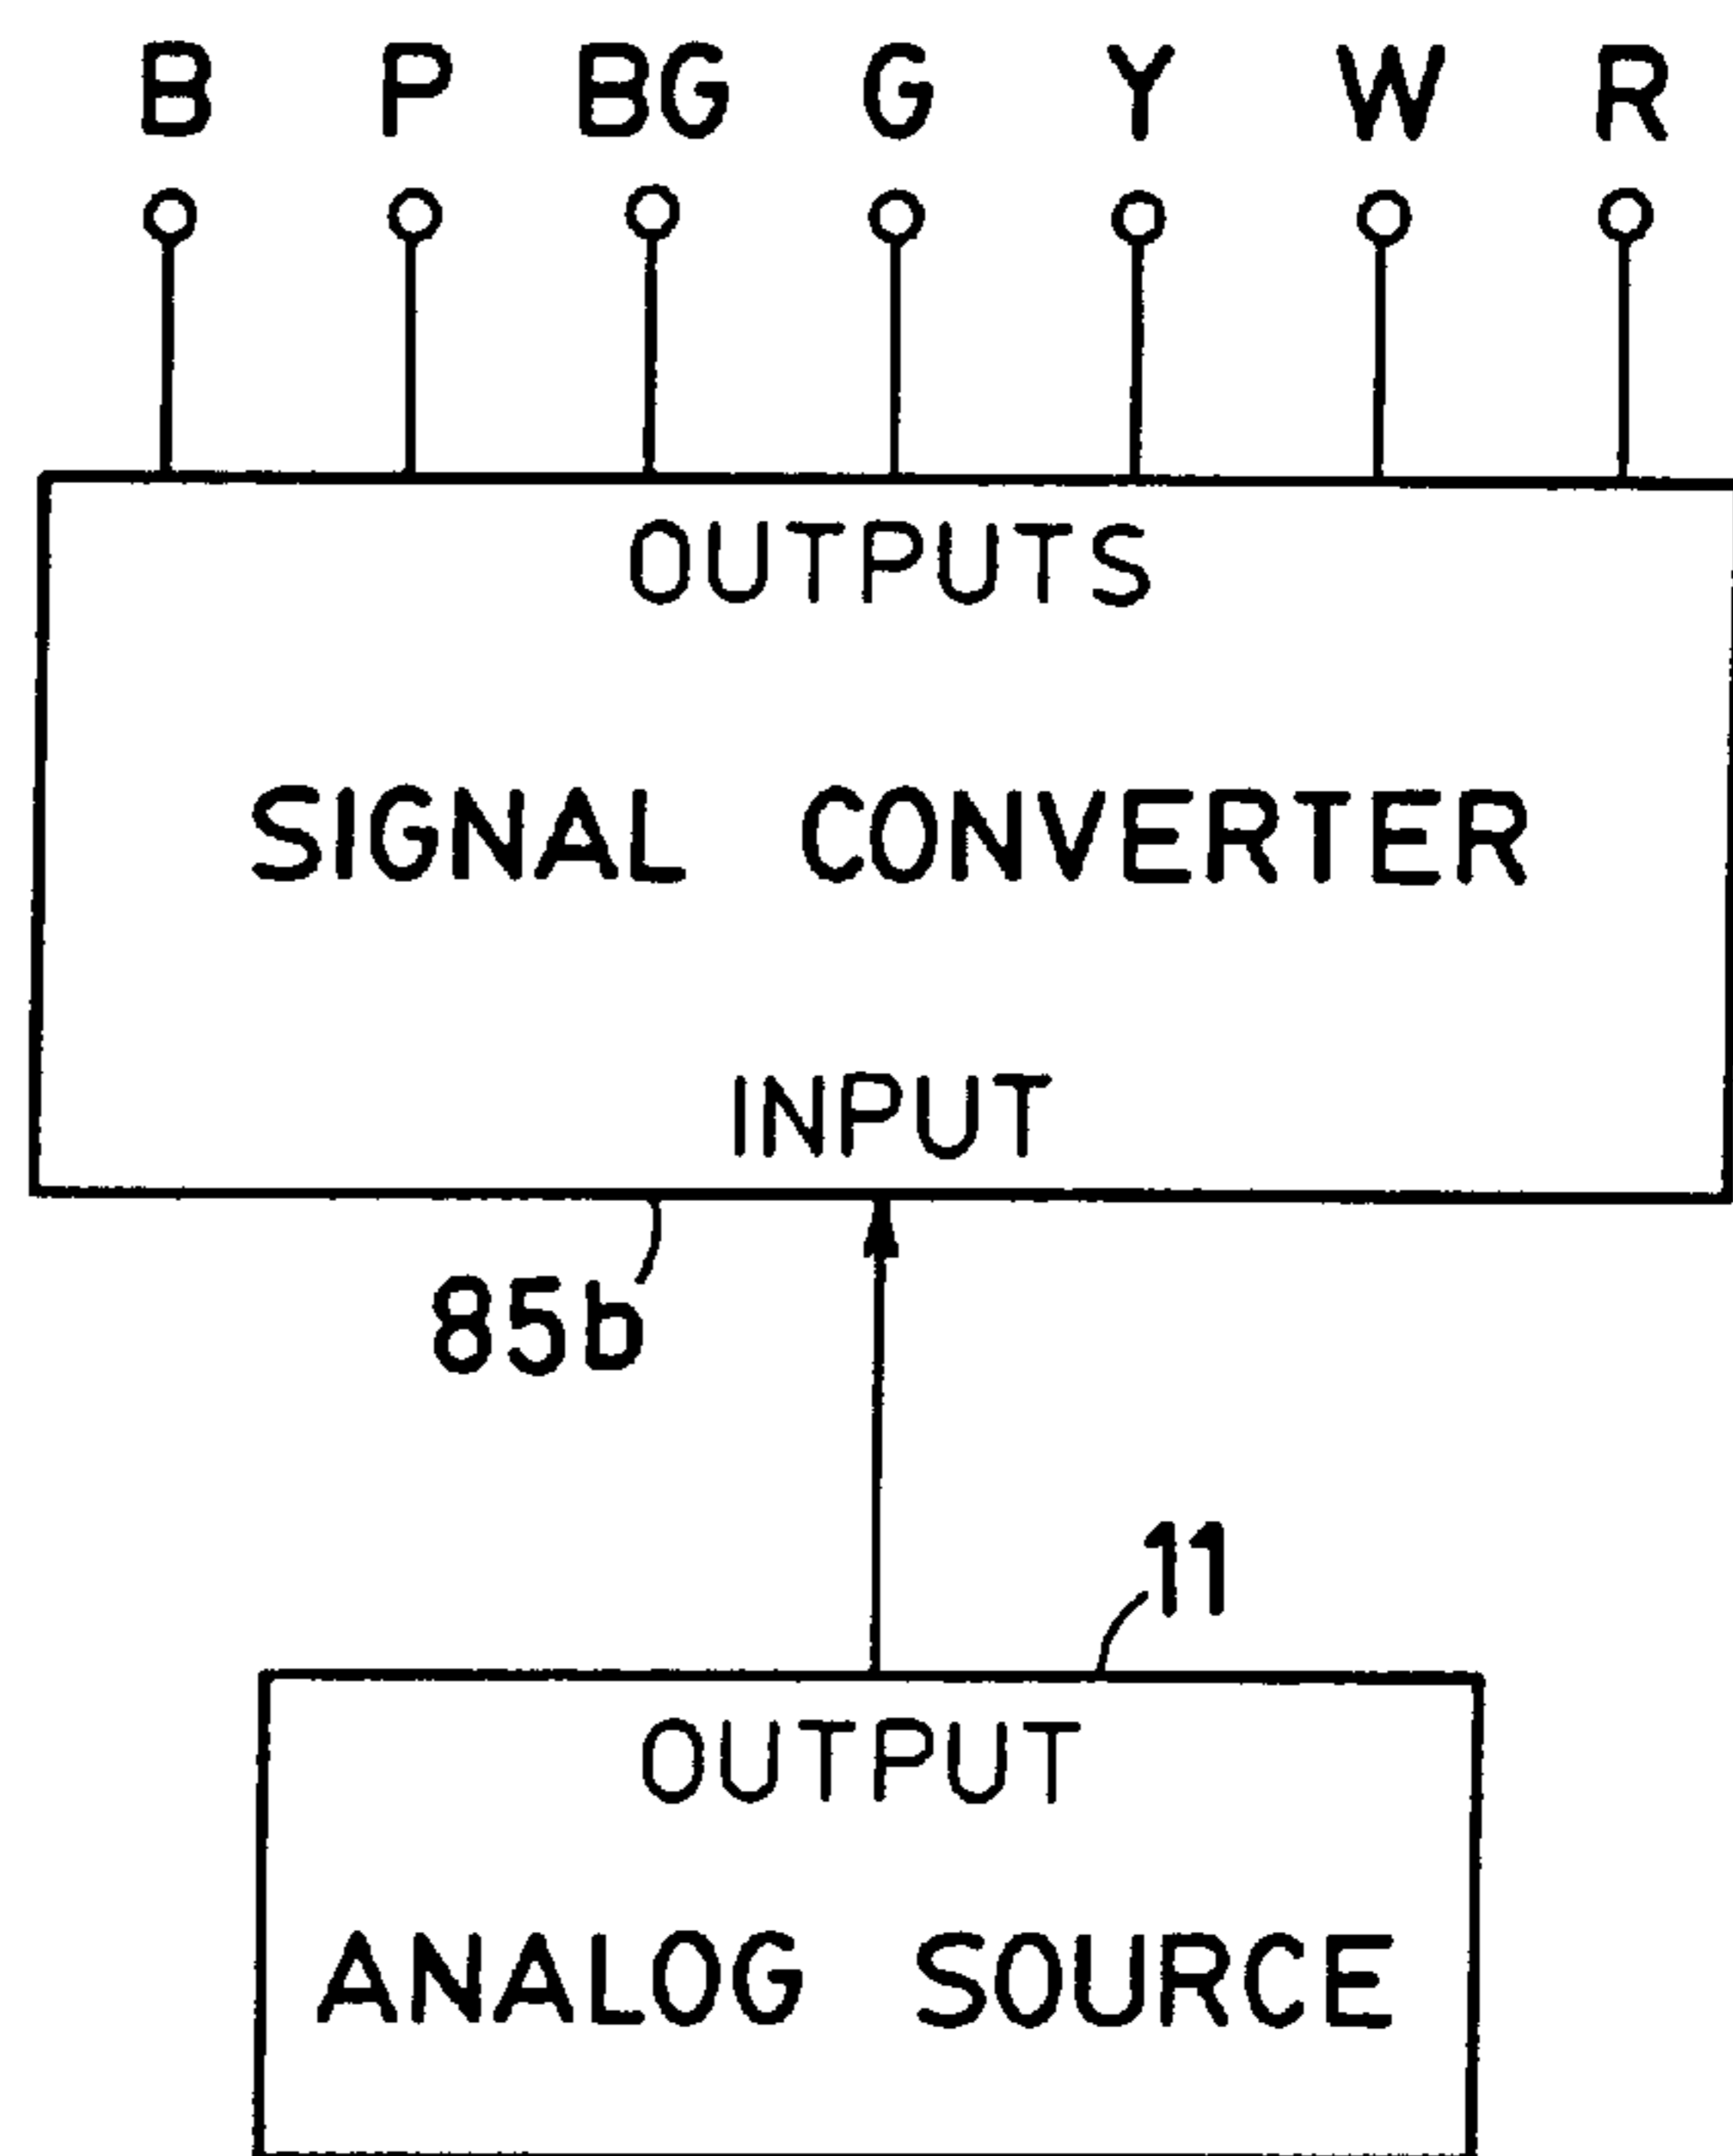 B P BG G Y W R
OUTPUTS
SIGNAL CONVERTER
INPUT
85b
11
OUTPUT
ANALOG SOURCE